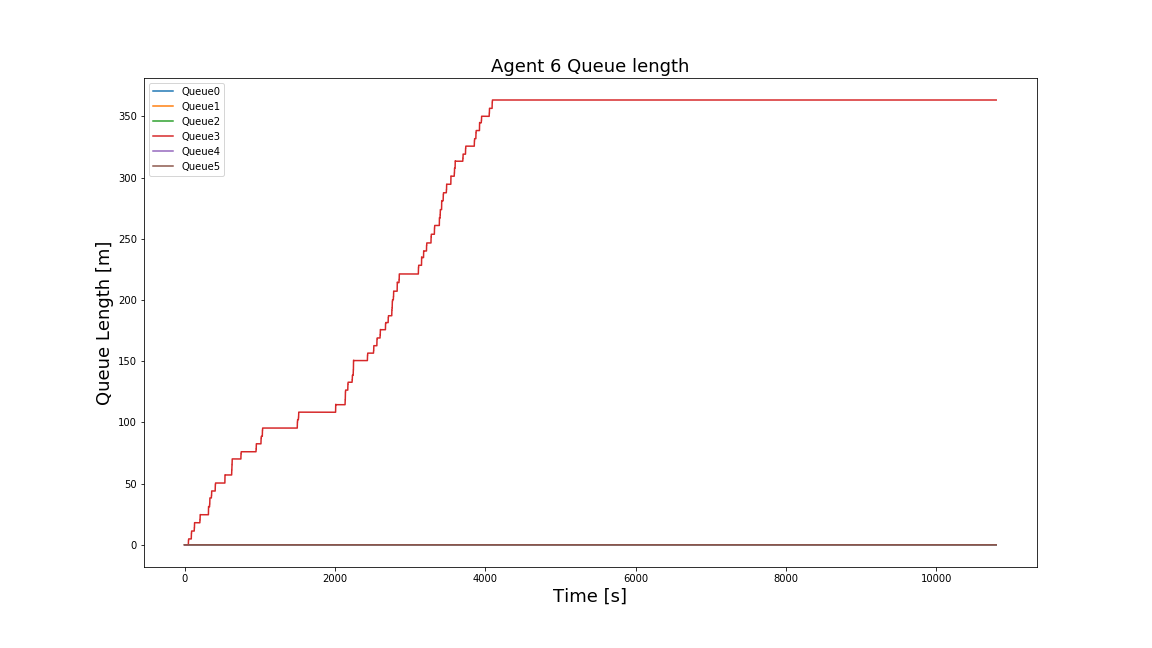 Agent 6 Queue length
Queue0
Queue1
Queue2
Queue3
Queue4
Queue5
Queue Length [m]
350
300
250
200
150
100
50
0
0 2000 4000 6000 8000 10000
Time [s]